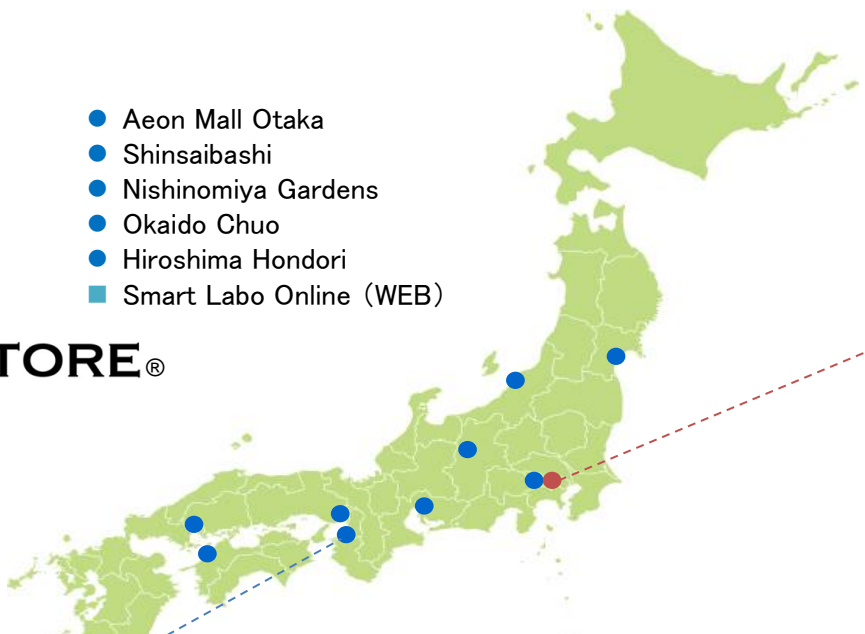 Aeon Mall Otaka
Shinsaibashi
Nishinomiya Gardens
Okaido Chuo
Hiroshima Hondori
Smart Labo Online（WEB）
TORE®